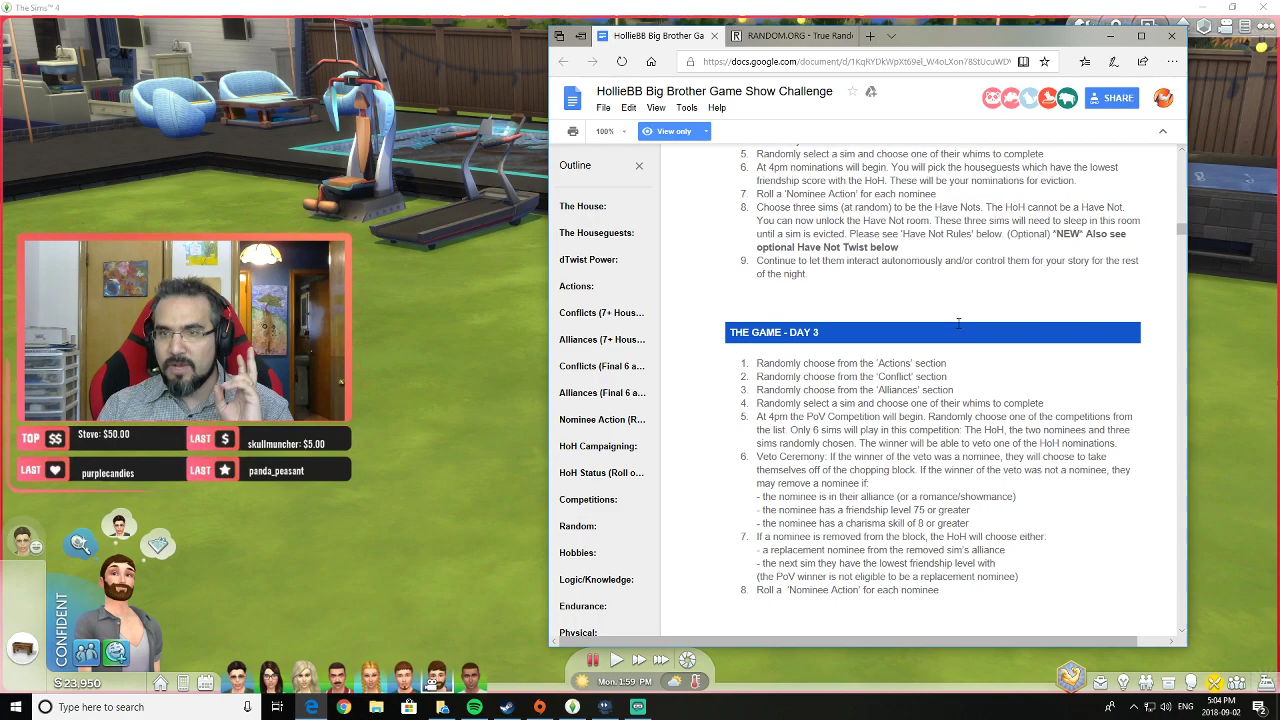 The Sims™ 4
HollieBB Big Brother Ga
RANDOM.ORG - True Rand
HollieBB Big Brother Game Show Challenge
File Edit View Tools Help
SHARE
100%
View only
Outline
The House:
The Houseguests:
dTwist Power:
Actions:
Conflicts (7+ Hous...
Alliances (7+ Hous...
Conflicts (Final 6 a...
Alliances (Final 6 a...
Nominee Action (R...
HoH Campaigning:
HoH Status (Roll o...
Competitions:
Random:
Hobbies:
Logic/Knowledge:
Endurance:
Physical:
5. Randomly select a sim and choose one of their whims to complete
6. At 4pm nominations will begin. You will pick the houseguests which have the lowest
friendship score with the HoH. These will be your nominations for eviction.
7. Roll a 'Nominee Action' for each nominee
8. Choose three sims (at random) to be the Have Nots. The HoH cannot be a Have Not.
You can now unlock the Have Not room. These three sims will need to sleep in this room
until a sim is evicted. Please see 'Have Not Rules' below. (Optional) *NEW* Also see
optional Have Not Twist below
9. Continue to let them interact autonomously and/or control them for your story for the rest
of the night.
THE GAME - DAY 3
1. Randomly choose from the 'Actions' section
2. Randomly choose from the 'Conflict' section
3. Randomly choose from the 'Alliances' section
4. Randomly select a sim and choose one of their whims to complete
5. At 4pm the PoV Competition will begin. Randomly choose one of the competitions from
the list. Only 6 sims will play in this competition: The HoH, the two nominees and three
sims randomly chosen. The winner will be able to veto one of the HoH nominations.
6. Veto Ceremony: If the winner of the veto was a nominee, they will choose to take
themselves off of the chopping block. If the winner of the veto was not a nominee, they
may remove a nominee if:
- the nominee is in their alliance (or a romance/showmance)
- the nominee has a friendship level 75 or greater
- the nominee has a charisma skill of 8 or greater
7. If a nominee is removed from the block, the HoH will choose either:
- a replacement nominee from the removed sim's alliance
- the next sim they have the lowest friendship level with
(the PoV winner is not eligible to be a replacement nominee)
8. Roll a 'Nominee Action' for each nominee
TOP $$ Steve: $50.00
LAST $ skullmuncher: $5.00
LAST purplecandies
LAST panda_peasant
CONFIDENT
§ 23,950
Mon. 1:59 PM
Type here to search
ENG
5:04 PM
2018-09-02
2